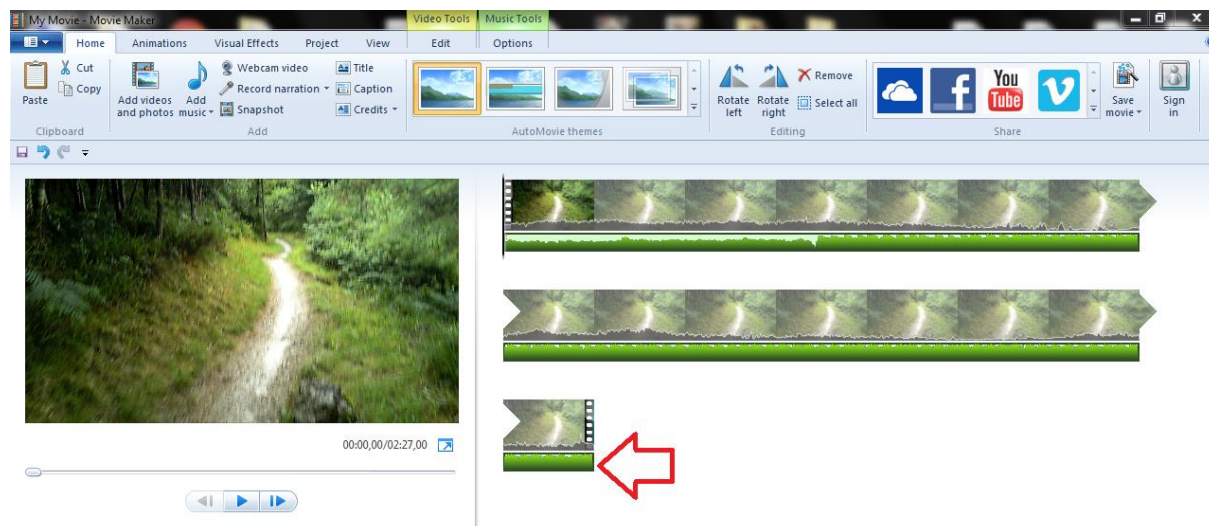 My Movie - Movie Maker
Video Tools
Music Tools
Home
Animations
Visual Effects
Project
View
Edit
Options
Paste
Cut
Copy
Clipboard
Add videos and photos
Add music
Webcam video
Record narration
Snapshot
Title
Caption
Credits
Add
AutoMovie themes
Rotate left
Rotate right
Remove
Select all
Editing
f
You Tube
v
Share
Save movie
Sign in
00:00,00/02:27,00